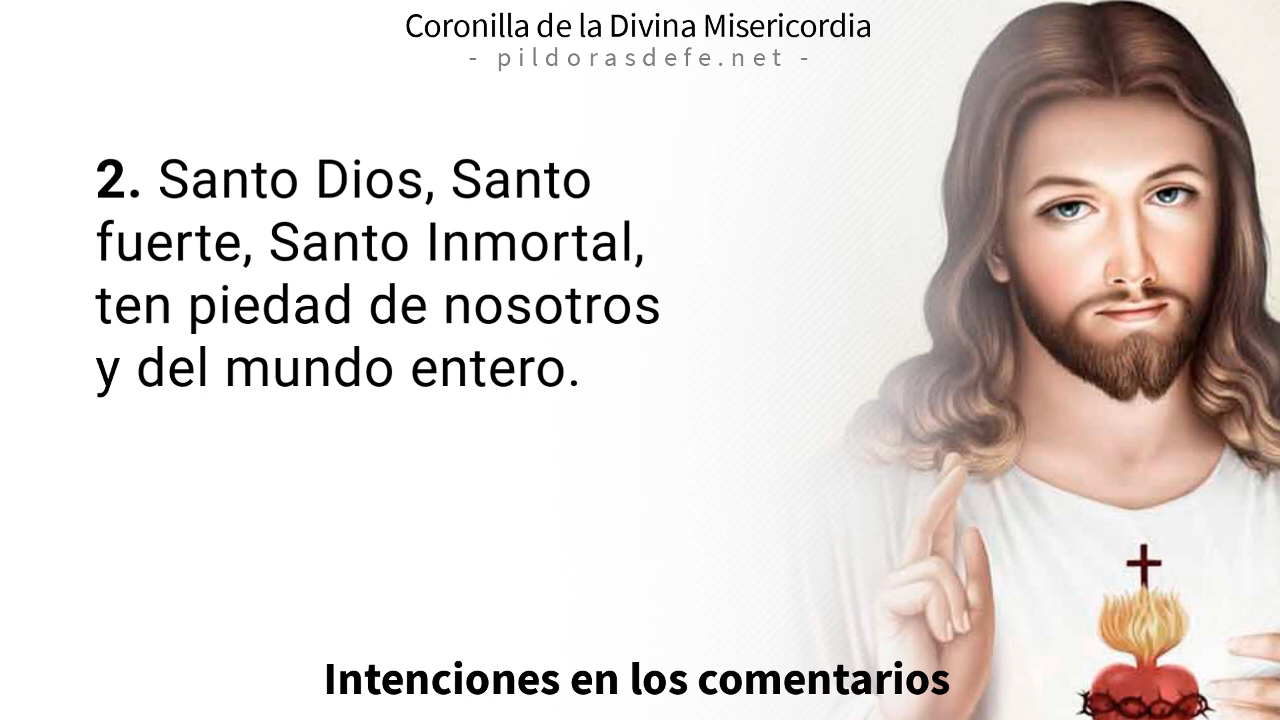 Coronilla de la Divina Misericordia
- pildorasdefe.net -
2. Santo Dios, Santo
fuerte, Santo Inmortal,
ten piedad de nosotros
y del mundo entero.
Intenciones en los comentarios